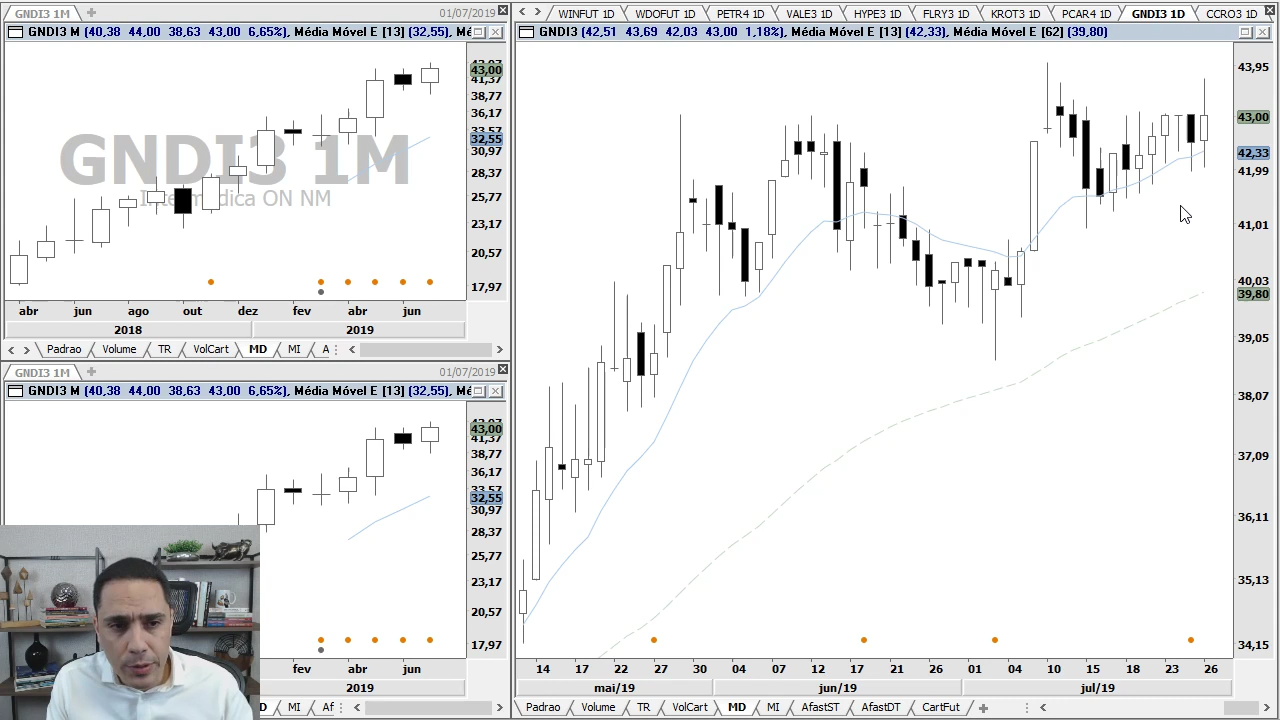 GNDI3 1M
01/07/2019
GNDI3 M (40,38 44,00 38,63 43,00 6,65%), Média Móvel E [13] (32,55), Mé
43,00
41,37
38,77
36,17
33,57
32,55
30,97
28,37
25,77
23,17
20,57
17,97
GNDI3 1M
Intermédica ON NM
abr jun ago out dez fev abr jun
2018 2019
Padrao Volume TR VolCart MD MI A
GNDI3 1M
01/07/2019
GNDI3 M (40,38 44,00 38,63 43,00 6,65%), Média Móvel E [13] (32,55), Mé
43,00
41,37
38,77
36,17
33,57
32,55
30,97
28,37
25,77
23,17
20,57
17,97
fev abr jun
2019
D MI Af
WINFUT 1D WDOFUT 1D PETR4 1D VALE3 1D HYPE3 1D FLRY3 1D KROT3 1D PCAR4 1D GNDI3 1D CCRO3 1D
GNDI3 (42,51 43,69 42,03 43,00 1,18%), Média Móvel E [13] (42,33), Média Móvel E [62] (39,80)
43,95
43,00
42,33
41,99
41,01
40,03
39,80
39,05
38,07
37,09
36,11
35,13
34,15
14 17 22 27 30 04 07 12 17 21 26 01 04 10 15 18 23 26
mai/19 jun/19 jul/19
Padrao Volume TR VolCart MD MI AfastST AfastDT CartFut